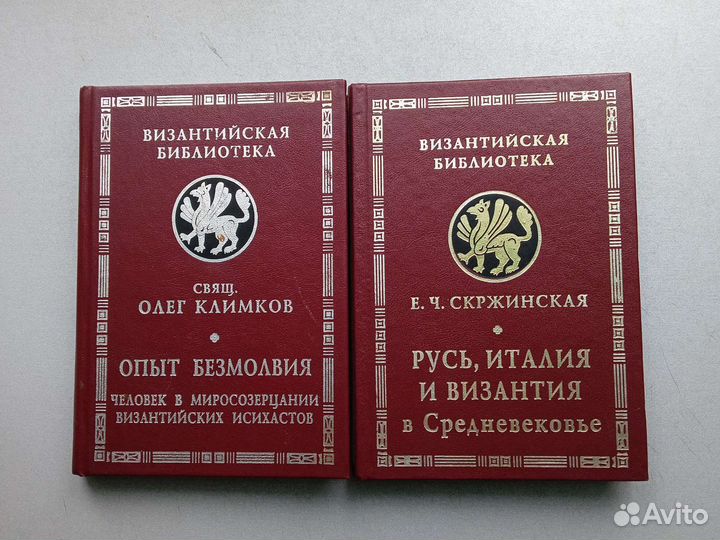 ВИЗАНТИЙСКАЯ
БИБЛИОТЕКА
СВЯЩ.
ОЛЕГ КЛИМКОВ
ОПЫТ БЕЗМОЛВИЯ
ЧЕЛОВЕК В МИРОСОЗЕРЦАНИИ
ВИЗАНТИЙСКИХ ИСИХАСТОВ
ВИЗАНТИЙСКАЯ
БИБЛИОТЕКА
Е. Ч. СКРЖИНСКАЯ
РУСЬ, ИТАЛИЯ
И ВИЗАНТИЯ
в Средневековье
Avito